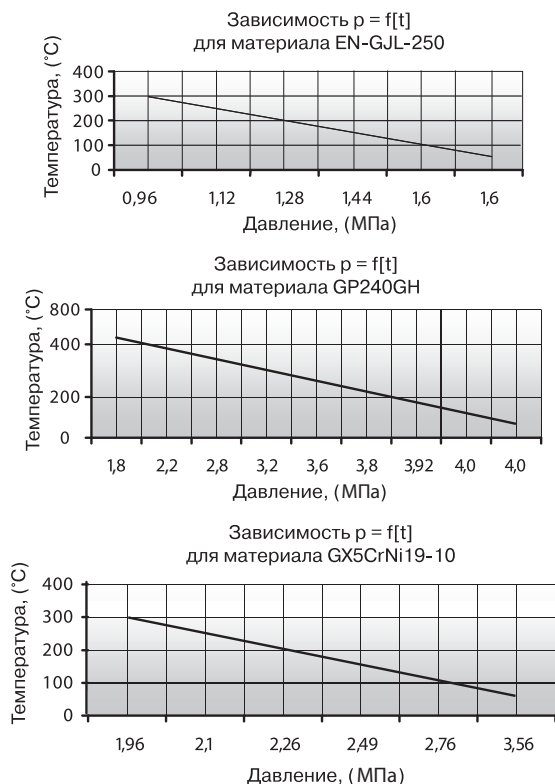 Зависимость p = f[t]
для материала EN-GJL-250
Температура, (°C)
400
300
200
100
0
0,96 1,12 1,28 1,44 1,6 1,6
Давление, (МПа)
Зависимость p = f[t]
для материала GP240GH
Температура, (°C)
800
400
200
0
1,8 2,2 2,8 3,2 3,6 3,8 3,92 4,0 4,0
Давление, (МПа)
Зависимость p = f[t]
для материала GX5CrNi19-10
Температура, (°C)
400
300
200
100
0
1,96 2,1 2,26 2,49 2,76 3,56
Давление, (МПа)